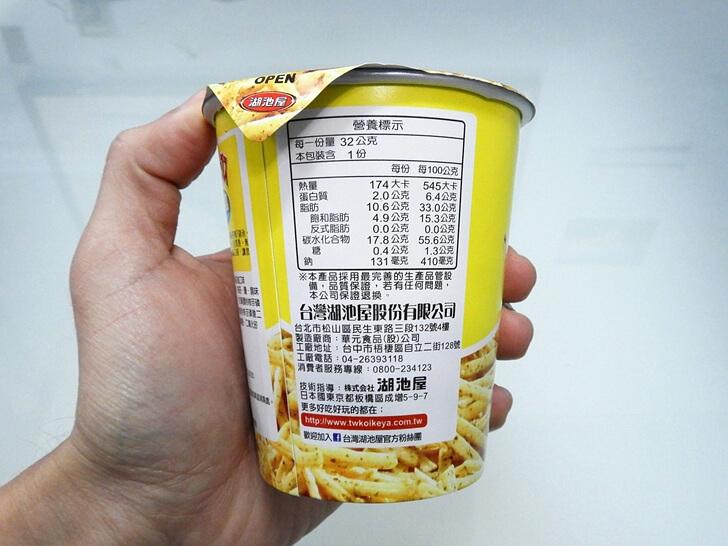 OPEN
湖池屋
營養標示
每一份量 32公克
本包裝含 1份
每份 每100公克
熱量 174大卡 545大卡
蛋白質 2.0公克 6.4公克
脂肪 10.6公克 33.0公克
飽和脂肪 4.9公克 15.3公克
反式脂肪 0.0公克 0.0公克
碳水化合物 17.8公克 55.6公克
糖 0.4公克 1.3公克
鈉 131毫克 410毫克
※本產品採用最完善的生產品管設
備，品質保證，若有任何問題，
本公司保證退換。
台灣湖池屋股份有限公司
台北市松山區民生東路三段132號4樓
製造廠商：華元食品(股)公司
工廠地址：台中市梧棲區自立二街128號
工廠電話：04-26393118
消費者服務專線：0800-234123
技術指導：株式会社 湖池屋
日本國東京都板橋區成增5-9-7
更多好吃好玩的都在：
http://www.twkoikeya.com.tw
歡迎加入f台灣湖池屋官方粉絲團